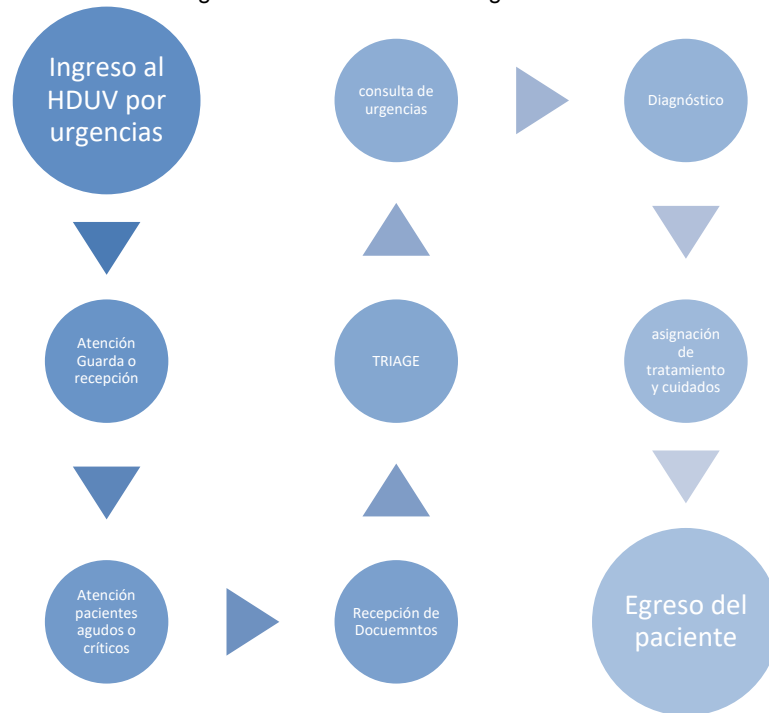 Ingreso al
HDUV por
urgencias
Atención
Guarda o
recepción
Atención
pacientes
agudos o
críticos
Recepción de
Docuemntos
TRIAGE
consulta de
urgencias
Diagnóstico
asignación
de
tratamiento
y cuidados
Egreso del
paciente